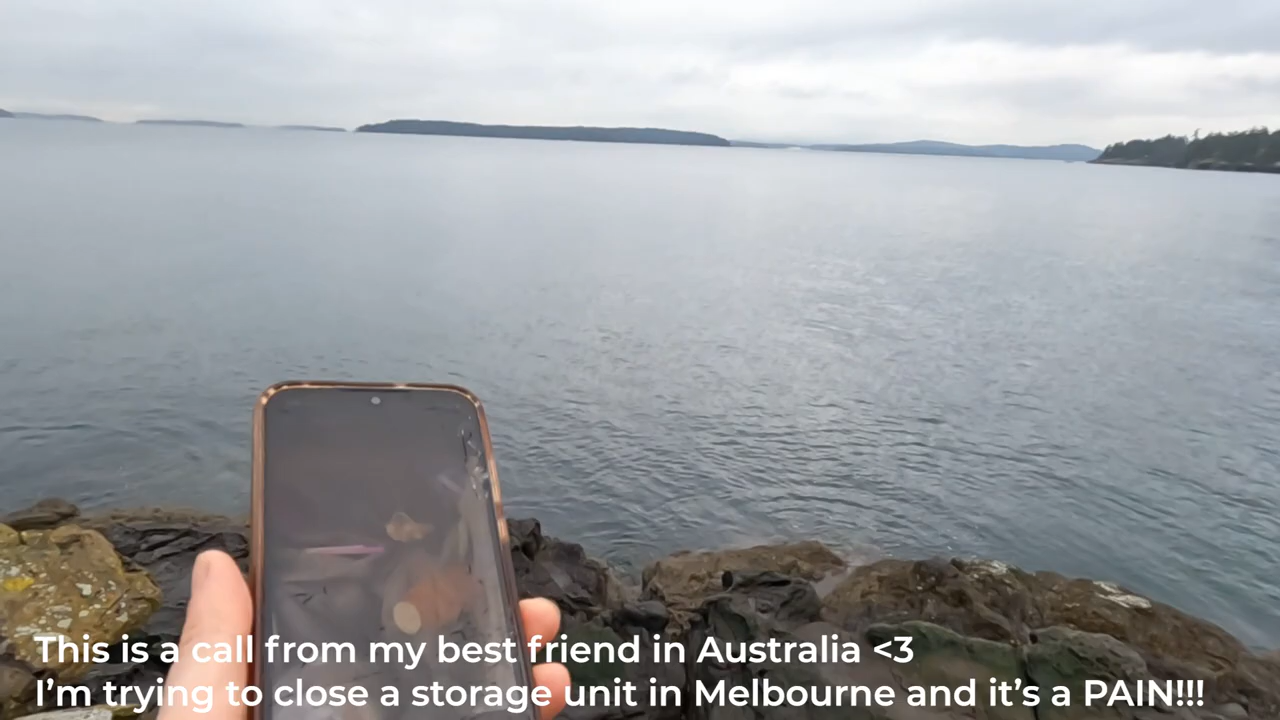 This is a call from my best friend in Australia <3
I'm trying to close a storage unit in Melbourne and it's a PAIN!!!